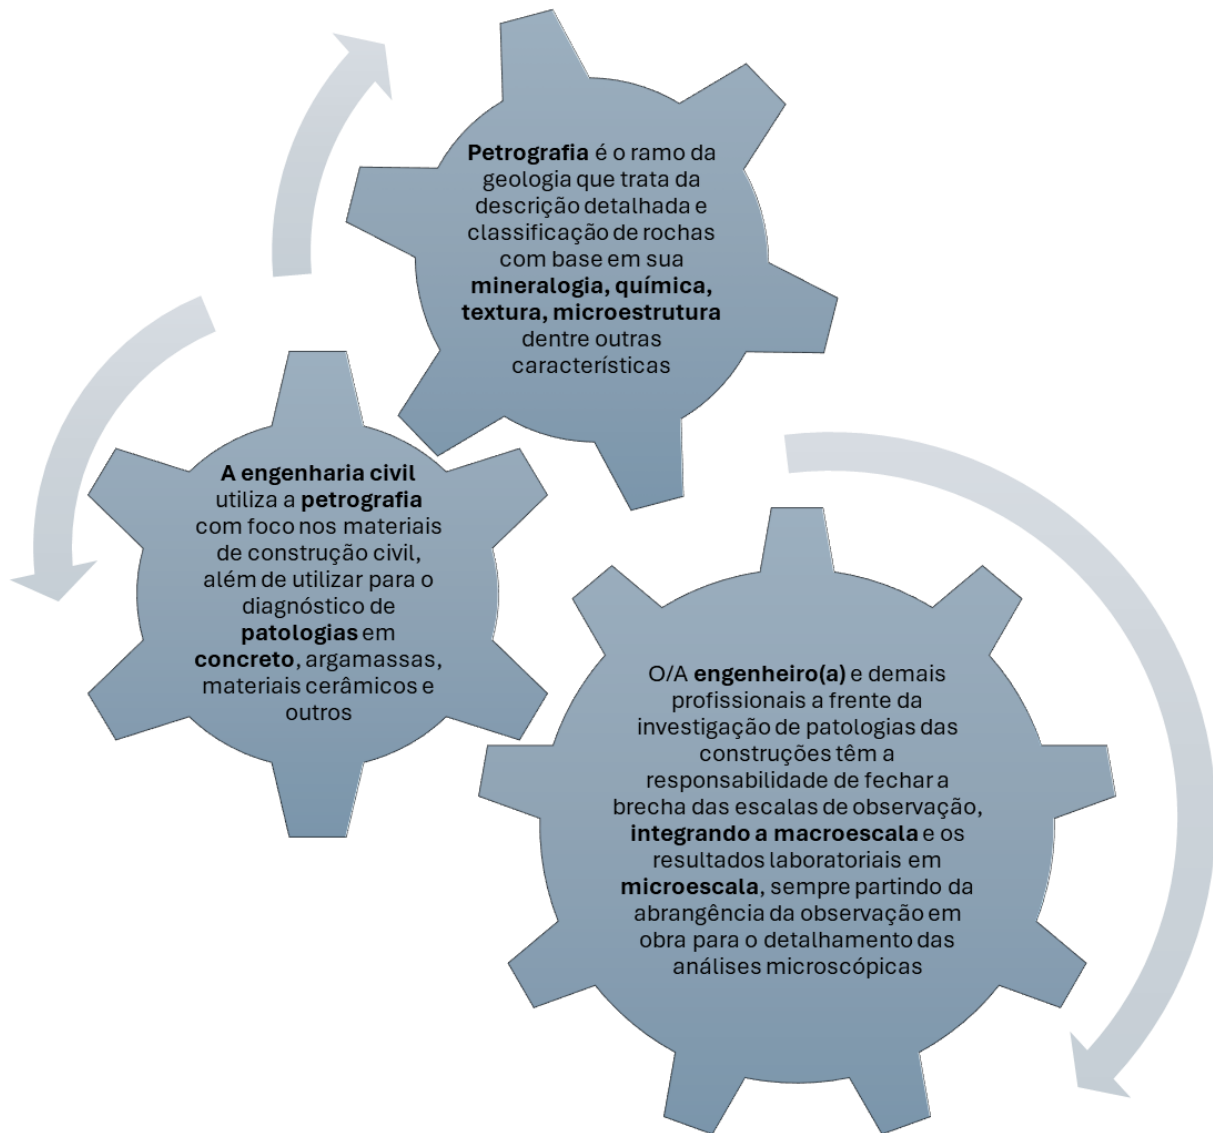 Petrografia é o ramo da
geologia que trata da
descrição detalhada e
classificação de rochas
com base em sua
mineralogia, química,
textura, microestrutura
dentre outras
características
A engenharia civil
utiliza a petrografia
com foco nos materiais
de construção civil,
além de utilizar para o
diagnóstico de
patologias em
concreto, argamassas,
materiais cerâmicos e
outros
O/A engenheiro(a) e demais
profissionais a frente da
investigação de patologias das
construções têm a
responsabilidade de fechar a
brecha das escalas de observação,
integrando a macroescala e os
resultados laboratoriais em
microescala, sempre partindo da
abrangência da observação em
obra para o detalhamento das
análises microscópicas